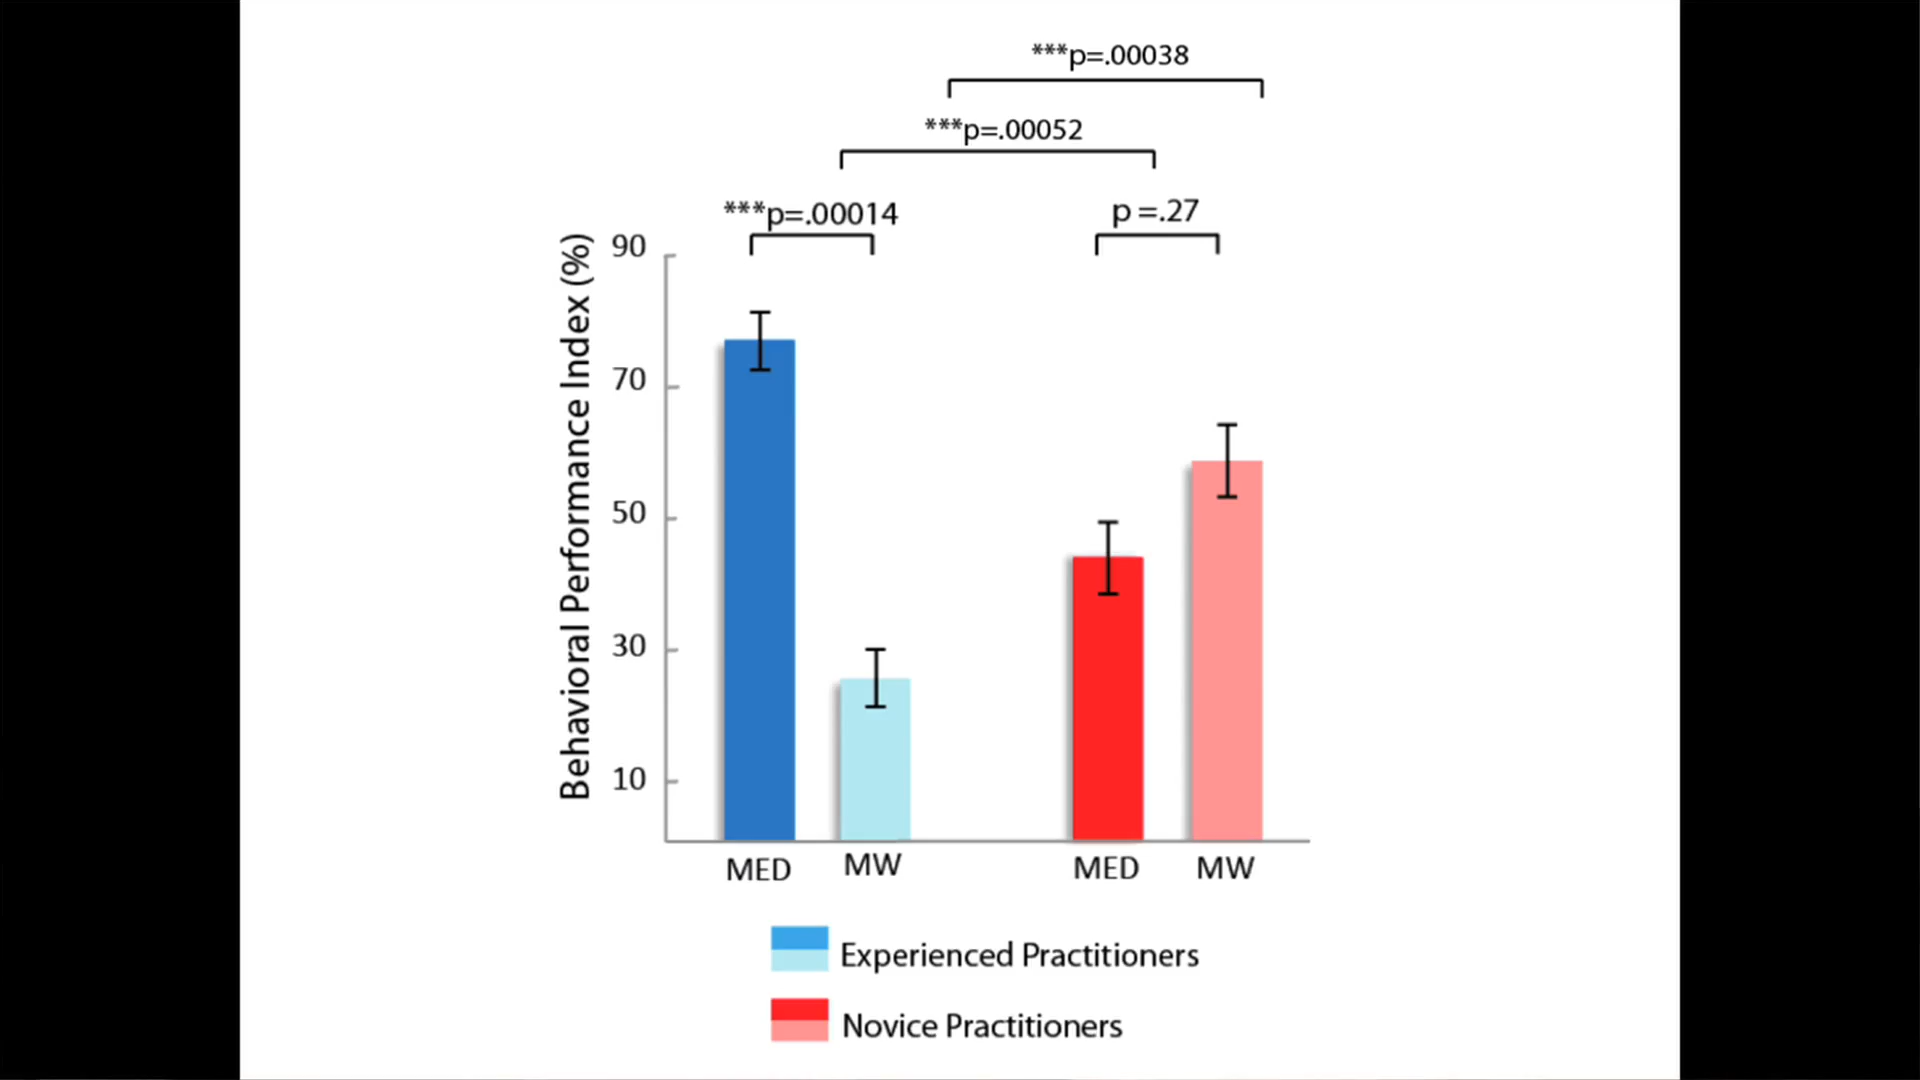 ***p=.00038
***p=.00052
***p=.00014
p =.27
Behavioral Performance Index (%)
90
70
50
30
10
MED
MW
MED
MW
Experienced Practitioners
Novice Practitioners